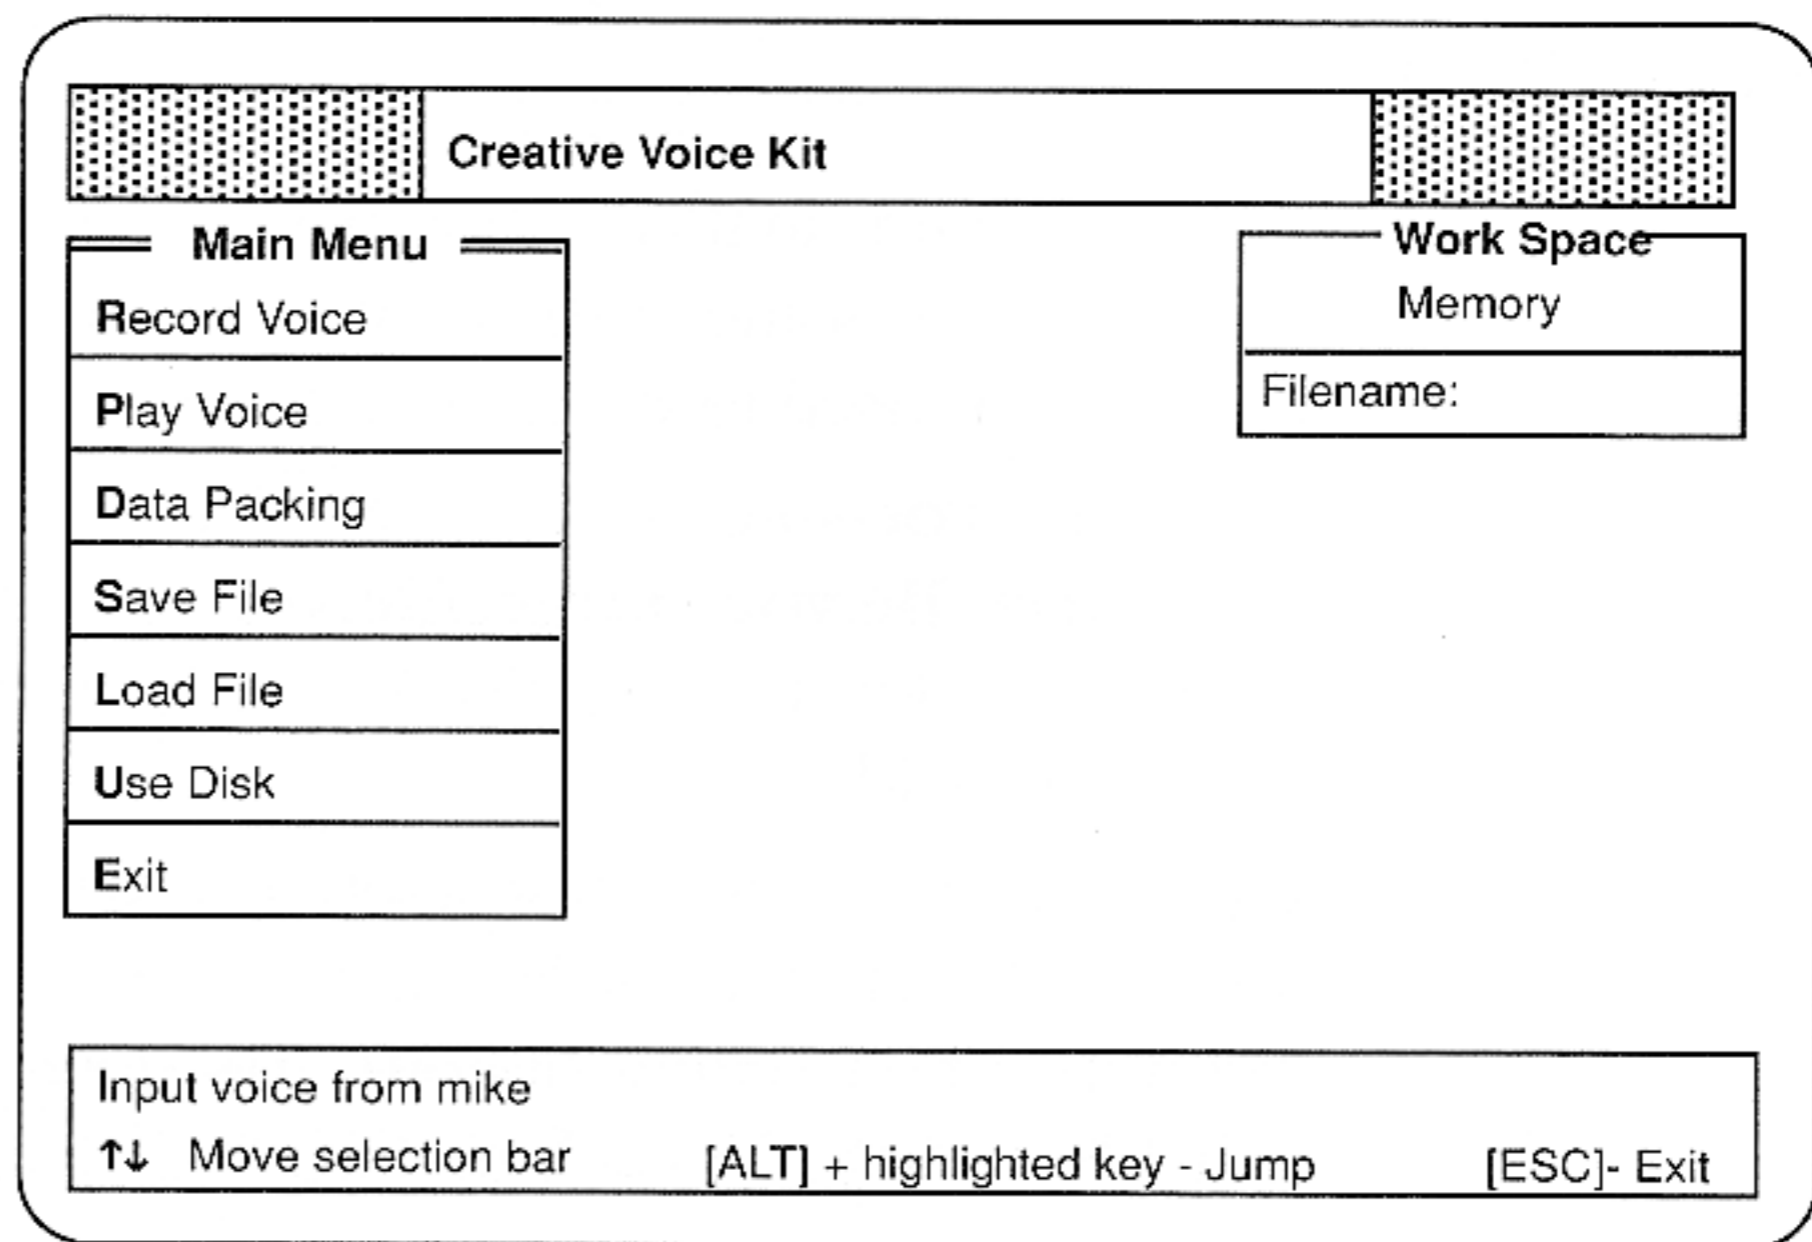 Creative Voice Kit
Main Menu
Record Voice
Play Voice
Data Packing
Save File
Load File
Use Disk
Exit
Work Space
Memory
Filename:
Input voice from mike
↑↓ Move selection bar [ALT] + highlighted key - Jump [ESC]- Exit